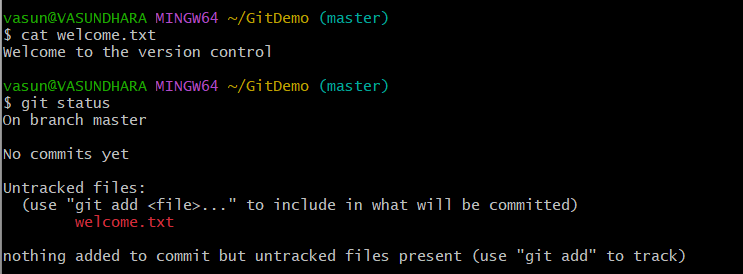 vasun@VASUNDHARA MINGW64 ~/GitDemo (master)
$ cat welcome.txt
Welcome to the version control
vasun@VASUNDHARA MINGW64 ~/GitDemo (master)
$ git status
On branch master
No commits yet
Untracked files:
(use "git add <file>..." to include in what will be committed)
welcome.txt
nothing added to commit but untracked files present (use "git add" to track)